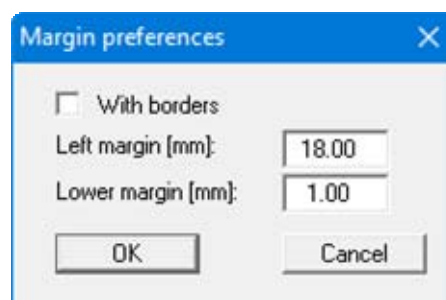 Margin preferences
With borders
Left margin [mm]: 18.00
Lower margin [mm]: 1.00
OK Cancel